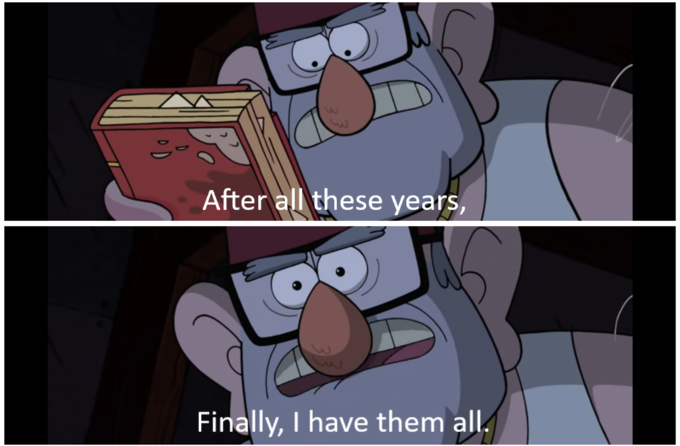 After all these years,
Finally, I have them all.